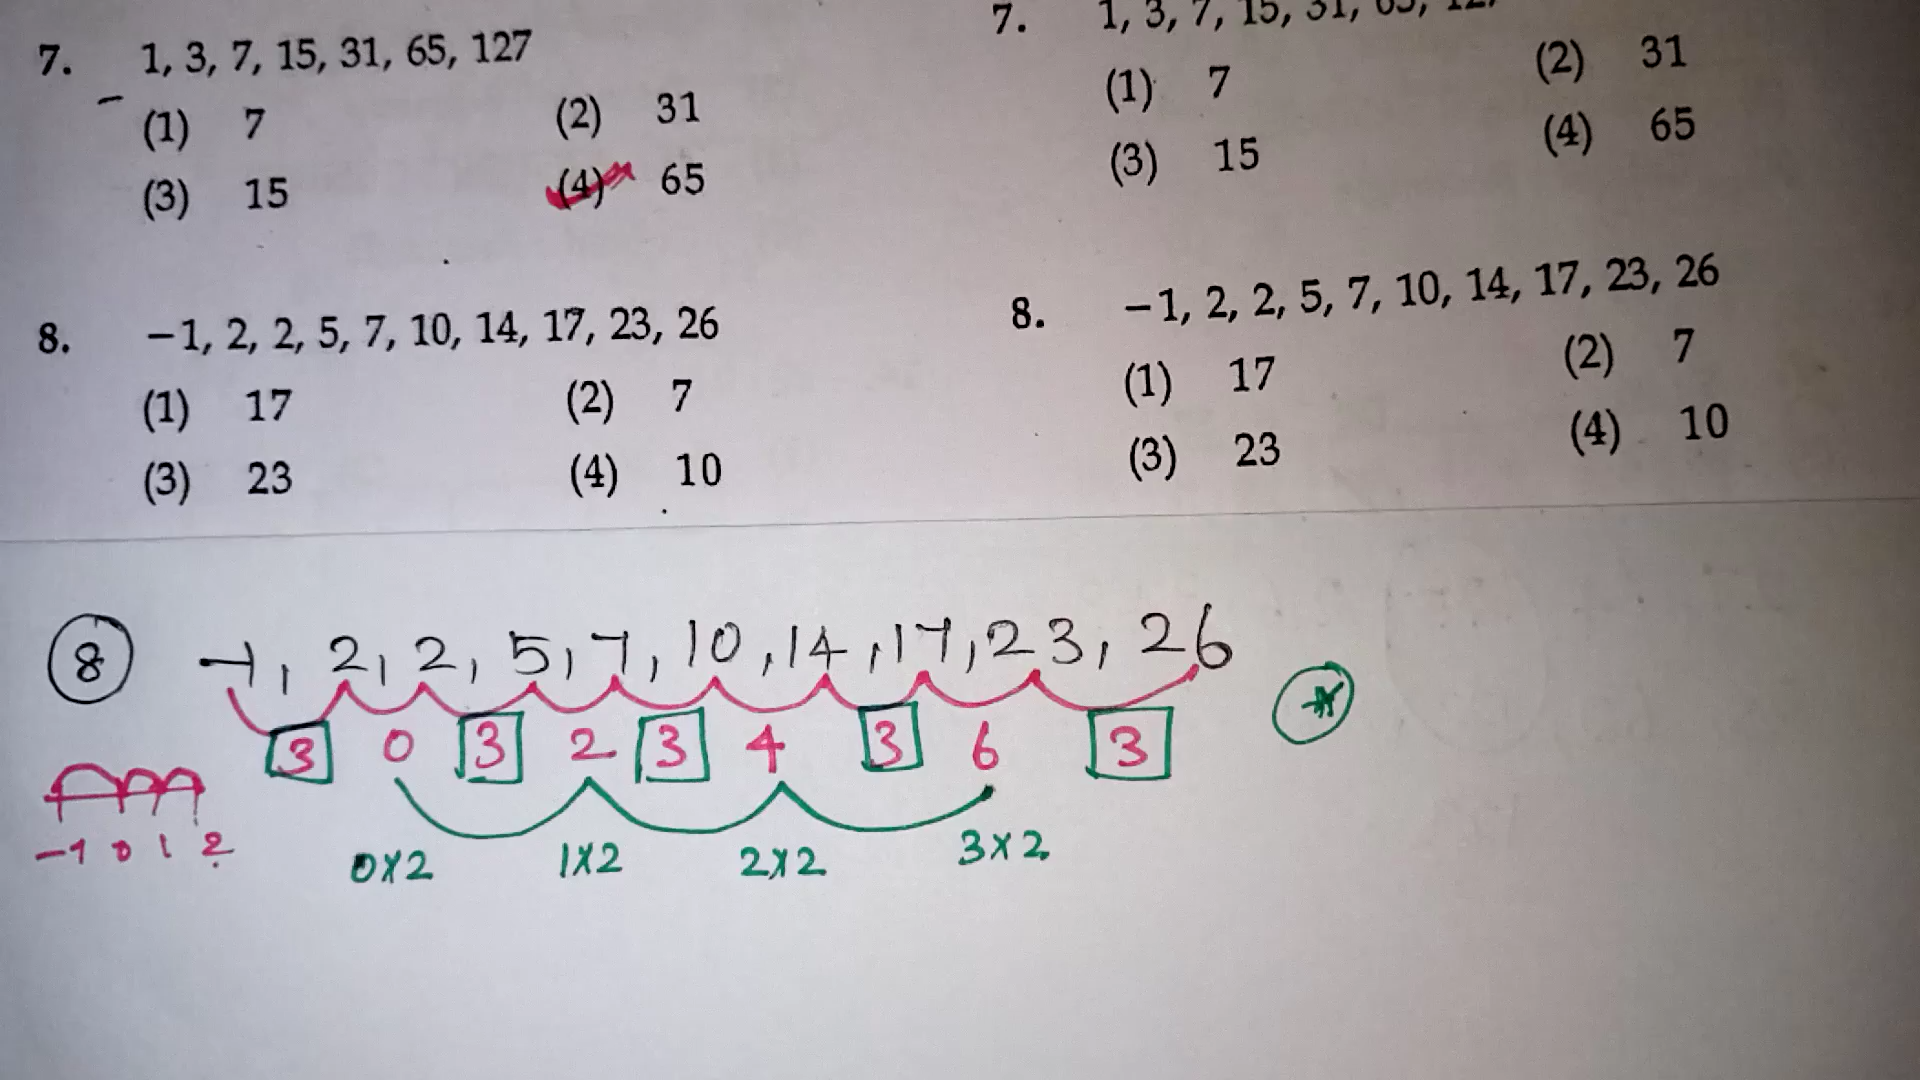 7. 1, 3, 7, 15, 31, 65, 127
(1) 7 (2) 31
(3) 15 (4) 65
8. −1, 2, 2, 5, 7, 10, 14, 17, 23, 26
(1) 17 (2) 7
(3) 23 (4) 10
7. 1, 3, 7, 15, 31, 65,
(1) 7 (2) 31
(3) 15 (4) 65
8. −1, 2, 2, 5, 7, 10, 14, 17, 23, 26
(1) 17 (2) 7
(3) 23 (4) 10
8 -1, 2, 2, 5, 7, 10, 14, 17, 23, 26
3 0 3 2 3 4 3 6 3
-1 0 1 2
0×2 1×2 2×2 3×2